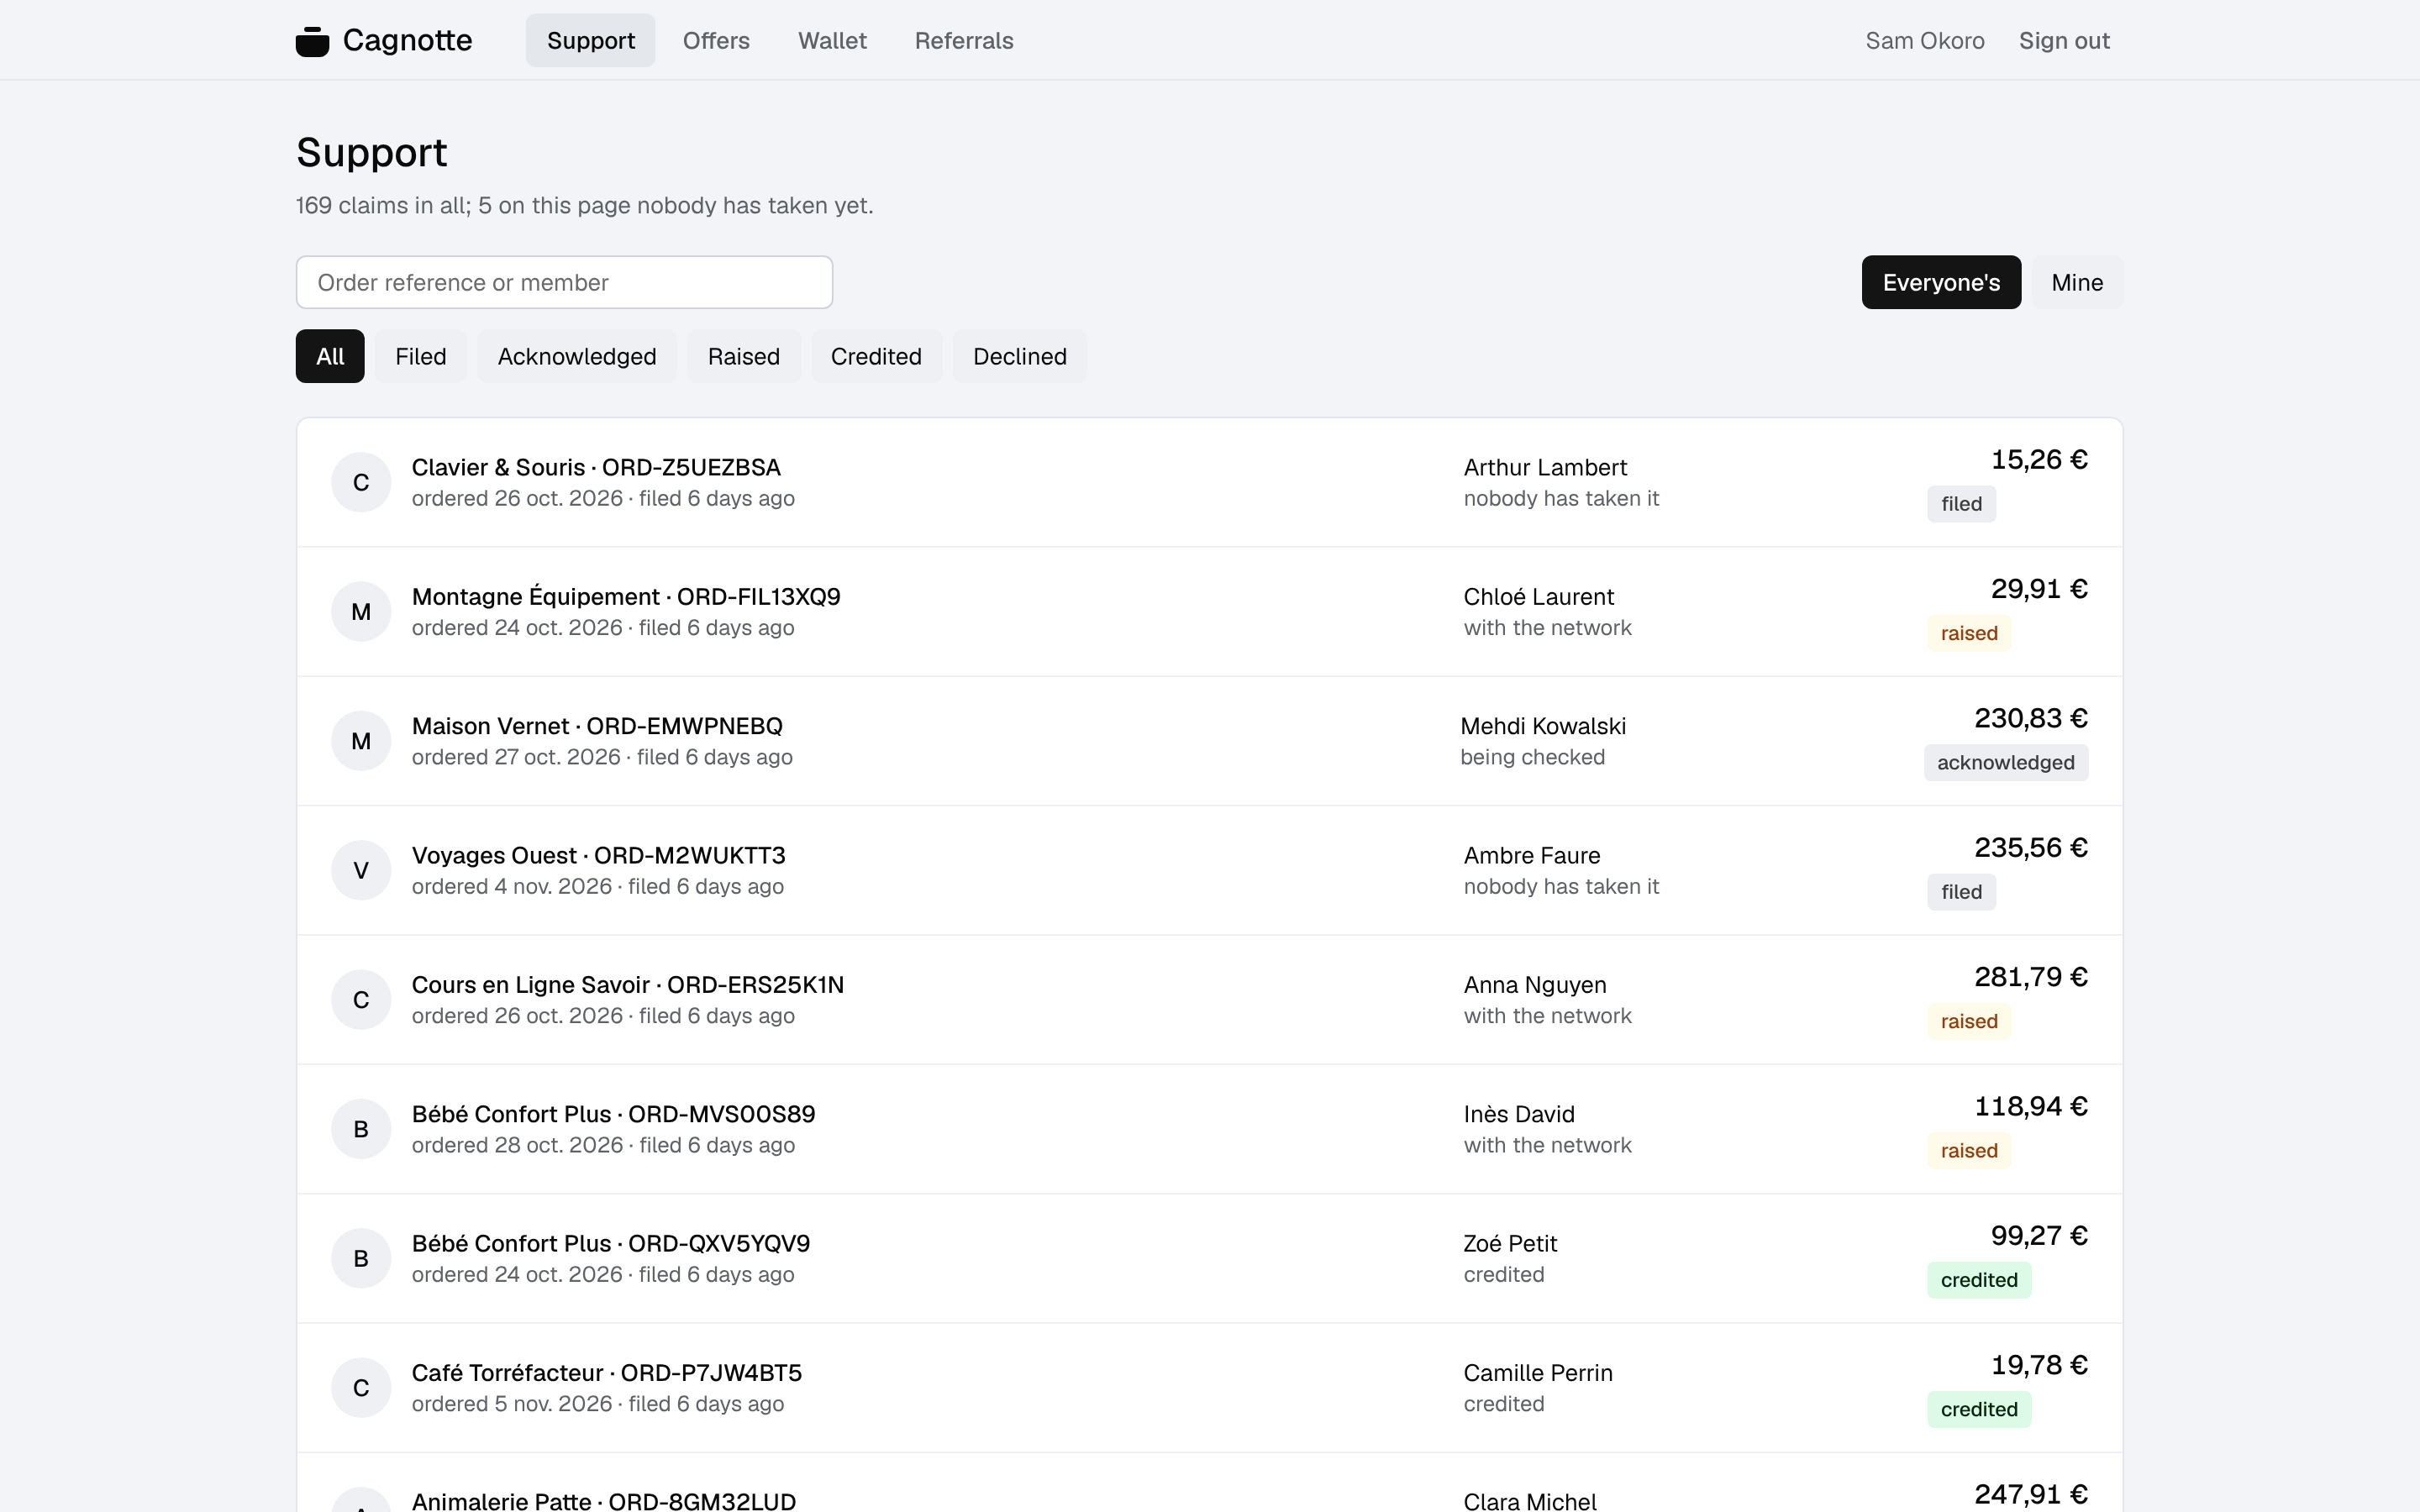 Cagnotte Support Offers Wallet Referrals Sam Okoro Sign out
Support
169 claims in all; 5 on this page nobody has taken yet.
Order reference or member Everyone's Mine
All Filed Acknowledged Raised Credited Declined
C Clavier & Souris · ORD-Z5UEZBSA Arthur Lambert 15,26 €
ordered 26 oct. 2026 · filed 6 days ago nobody has taken it filed
M Montagne Équipement · ORD-FIL13XQ9 Chloé Laurent 29,91 €
ordered 24 oct. 2026 · filed 6 days ago with the network raised
M Maison Vernet · ORD-EMWPNEBQ Mehdi Kowalski 230,83 €
ordered 27 oct. 2026 · filed 6 days ago being checked acknowledged
V Voyages Ouest · ORD-M2WUKTT3 Ambre Faure 235,56 €
ordered 4 nov. 2026 · filed 6 days ago nobody has taken it filed
C Cours en Ligne Savoir · ORD-ERS25K1N Anna Nguyen 281,79 €
ordered 26 oct. 2026 · filed 6 days ago with the network raised
B Bébé Confort Plus · ORD-MVS00S89 Inès David 118,94 €
ordered 28 oct. 2026 · filed 6 days ago with the network raised
B Bébé Confort Plus · ORD-QXV5YQV9 Zoé Petit 99,27 €
ordered 24 oct. 2026 · filed 6 days ago credited credited
C Café Torréfacteur · ORD-P7JW4BT5 Camille Perrin 19,78 €
ordered 5 nov. 2026 · filed 6 days ago credited credited
Animalerie Patte · ORD-8GM32LUD Clara Michel 247,91 €